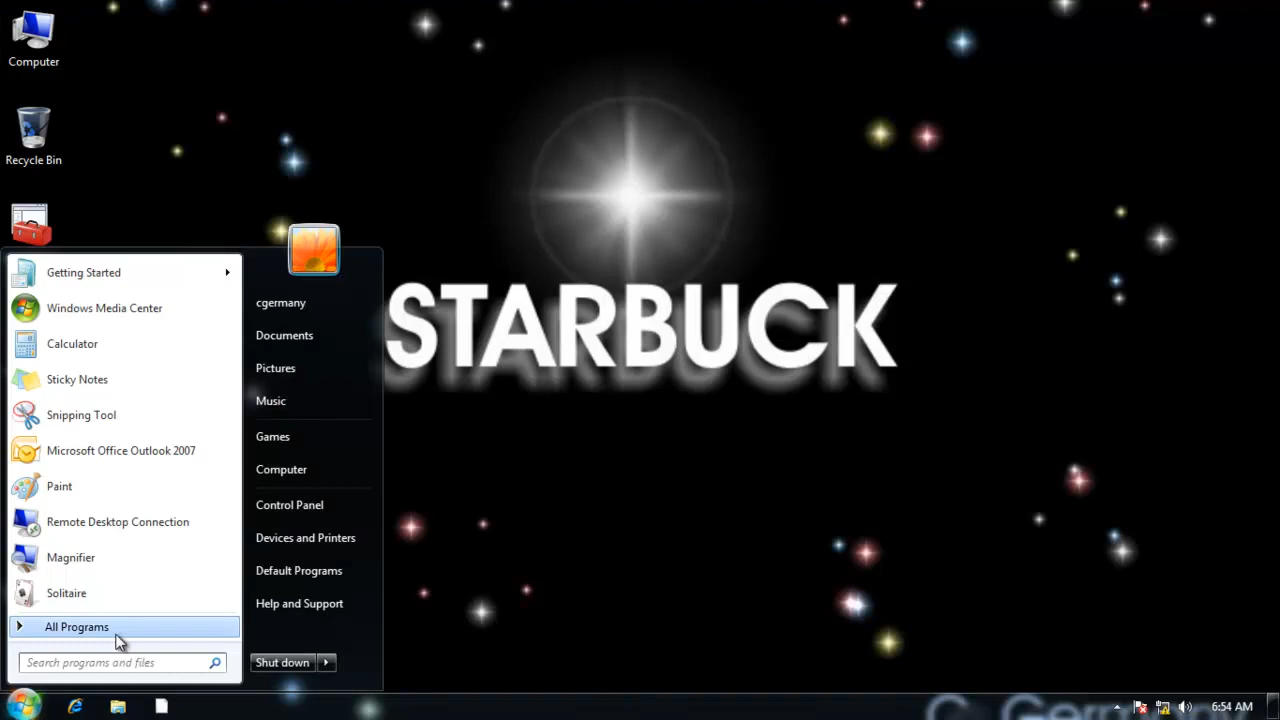 Computer
Recycle Bin
STARBUCK
Getting Started
Windows Media Center
Calculator
Sticky Notes
Snipping Tool
Microsoft Office Outlook 2007
Paint
Remote Desktop Connection
Magnifier
Solitaire
All Programs
Search programs and files
cgermany
Documents
Pictures
Music
Games
Computer
Control Panel
Devices and Printers
Default Programs
Help and Support
Shut down
6:54 AM